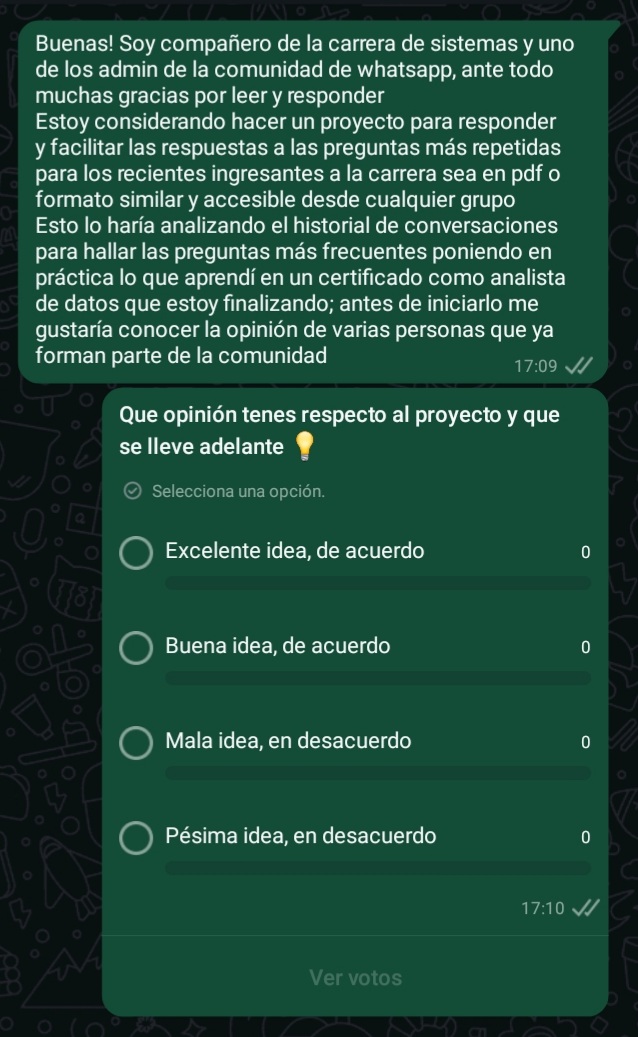 Buenas! Soy compañero de la carrera de sistemas y uno
de los admin de la comunidad de whatsapp, ante todo
muchas gracias por leer y responder
Estoy considerando hacer un proyecto para responder
y facilitar las respuestas a las preguntas más repetidas
para los recientes ingresantes a la carrera sea en pdf o
formato similar y accesible desde cualquier grupo
Esto lo haría analizando el historial de conversaciones
para hallar las preguntas más frecuentes poniendo en
práctica lo que aprendí en un certificado como analista
de datos que estoy finalizando; antes de iniciarlo me
gustaría conocer la opinión de varias personas que ya
forman parte de la comunidad
17:09
Que opinión tenes respecto al proyecto y que
se lleve adelante 💡
Selecciona una opción.
Excelente idea, de acuerdo 0
Buena idea, de acuerdo 0
Mala idea, en desacuerdo 0
Pésima idea, en desacuerdo 0
17:10
Ver votos